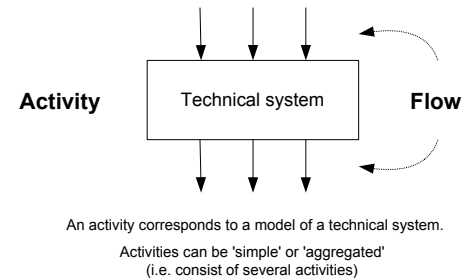 Activity
Technical system
Flow
An activity corresponds to a model of a technical system.
Activities can be 'simple' or 'aggregated'
(i.e. consist of several activities)